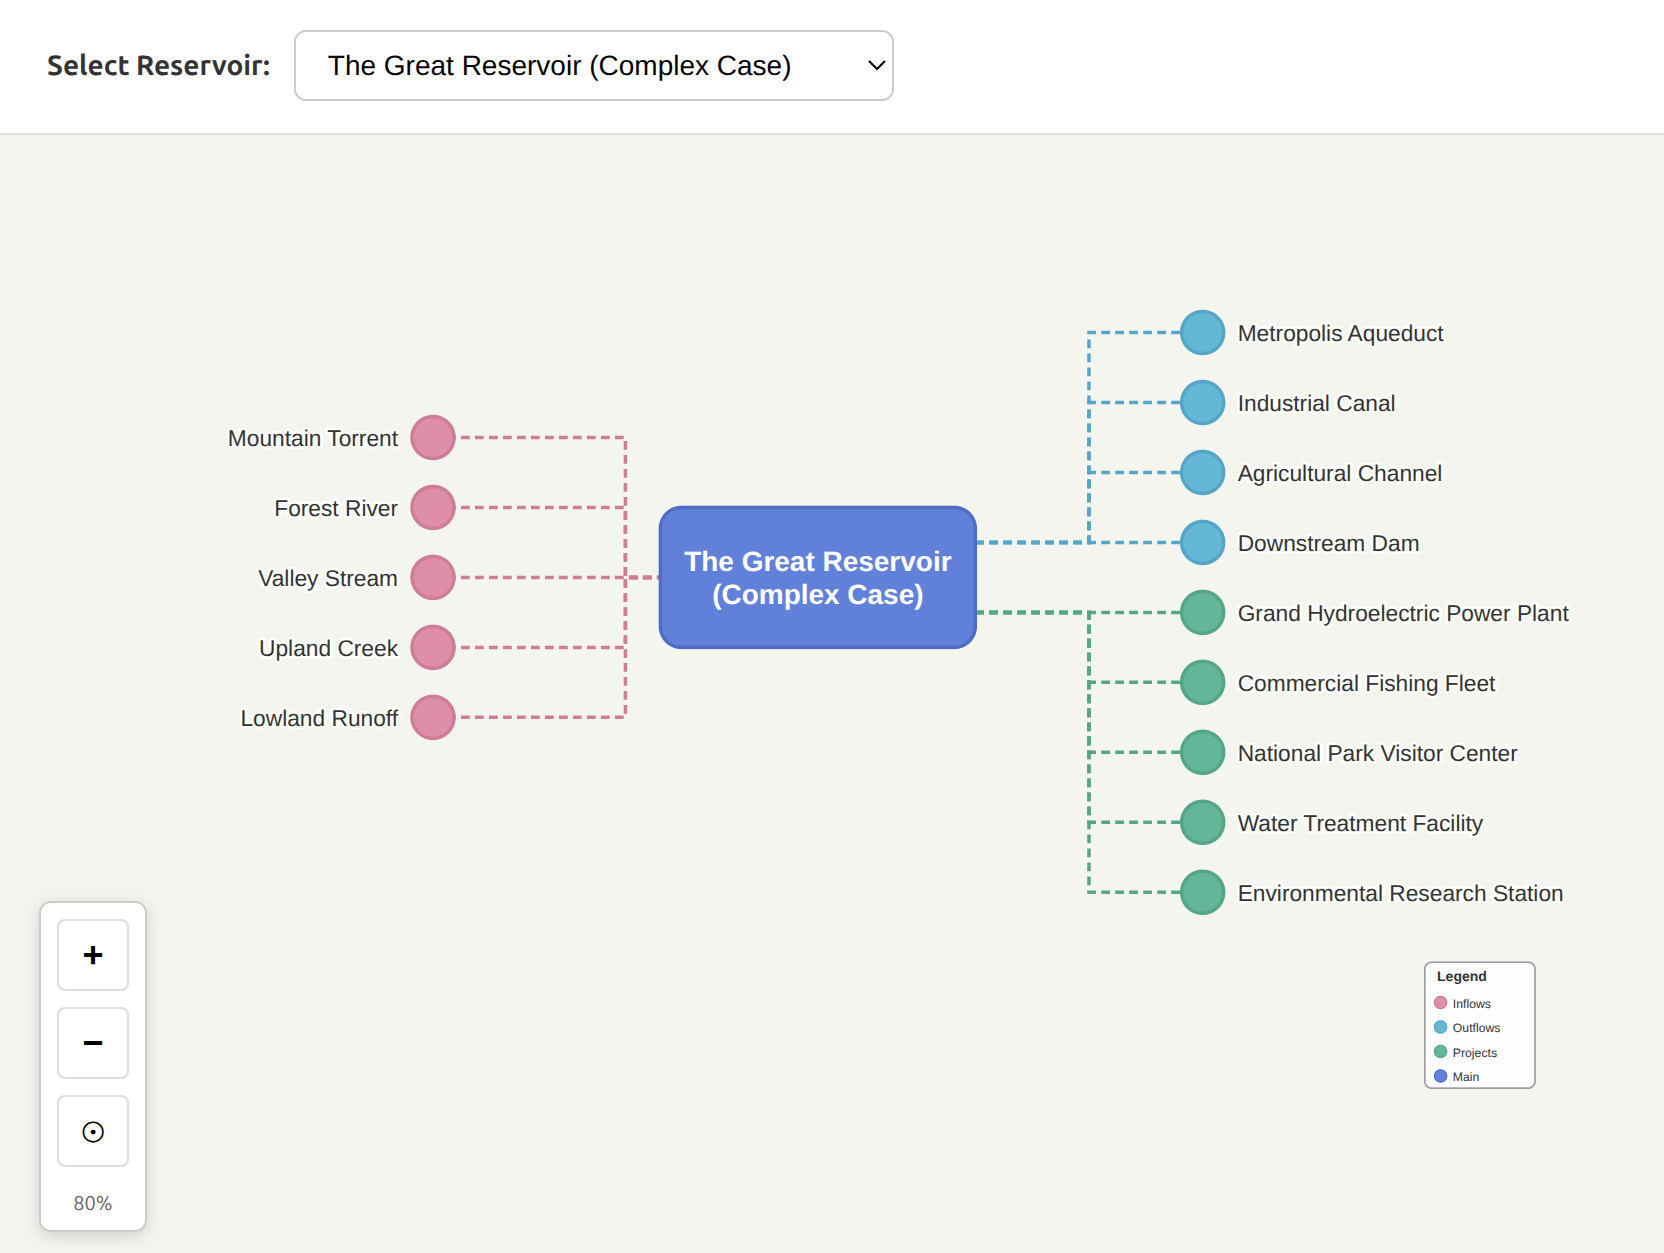 Select Reservoir:
The Great Reservoir (Complex Case)
Mountain Torrent
Forest River
Valley Stream
Upland Creek
Lowland Runoff
The Great Reservoir
(Complex Case)
Metropolis Aqueduct
Industrial Canal
Agricultural Channel
Downstream Dam
Grand Hydroelectric Power Plant
Commercial Fishing Fleet
National Park Visitor Center
Water Treatment Facility
Environmental Research Station
Legend
Inflows
Outflows
Projects
Main
+
−
80%